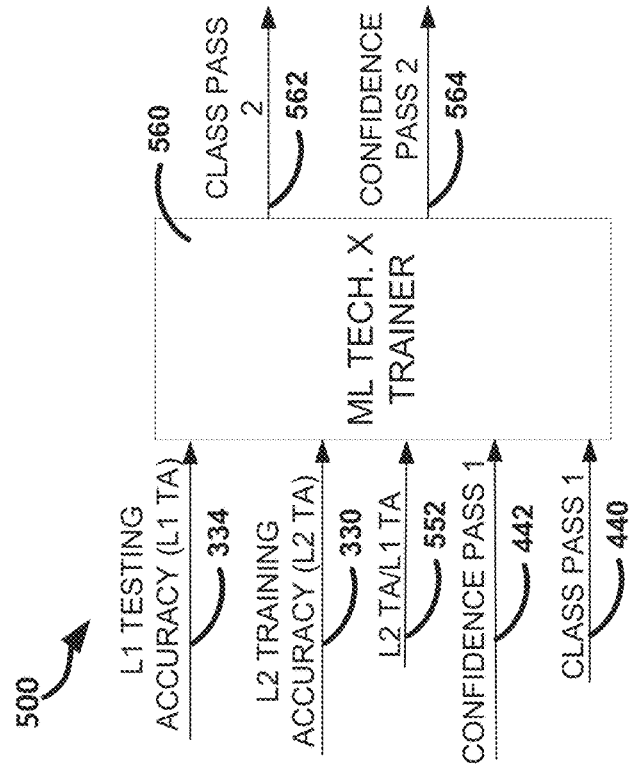 500
L1 TESTING
ACCURACY (L1 TA)
334
L2 TRAINING
ACCURACY (L2 TA)
330
L2 TA/L1 TA
552
CONFIDENCE PASS 1
442
CLASS PASS 1
440
ML TECH. X
TRAINER
560
CLASS PASS
2
562
CONFIDENCE
PASS 2
564